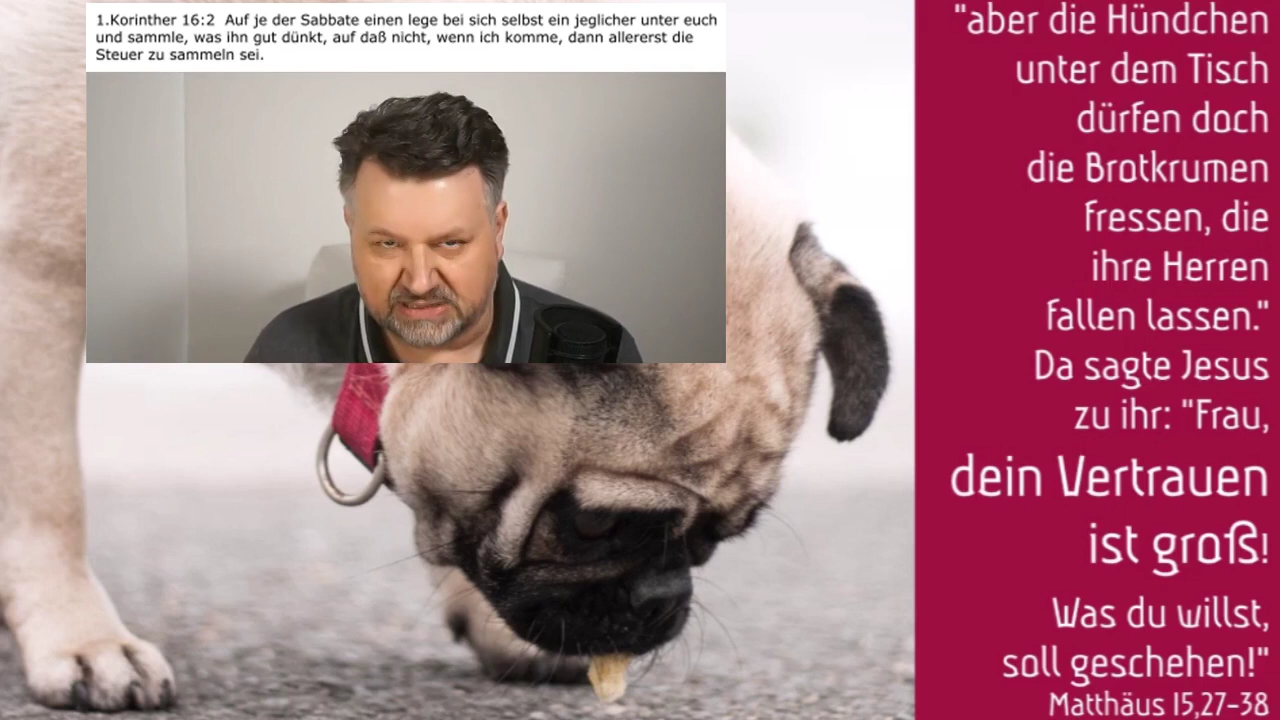 1.Korinther 16:2  Auf je der Sabbate einen lege bei sich selbst ein jeglicher unter euch
und sammle, was ihn gut dünkt, auf daß nicht, wenn ich komme, dann allererst die
Steuer zu sammeln sei.
"aber die Hündchen
unter dem Tisch
dürfen doch
die Brotkrumen
fressen, die
ihre Herren
fallen lassen."
Da sagte Jesus
zu ihr: "Frau,
dein Vertrauen
ist groß!
Was du willst,
soll geschehen!"
Matthäus 15,27-38